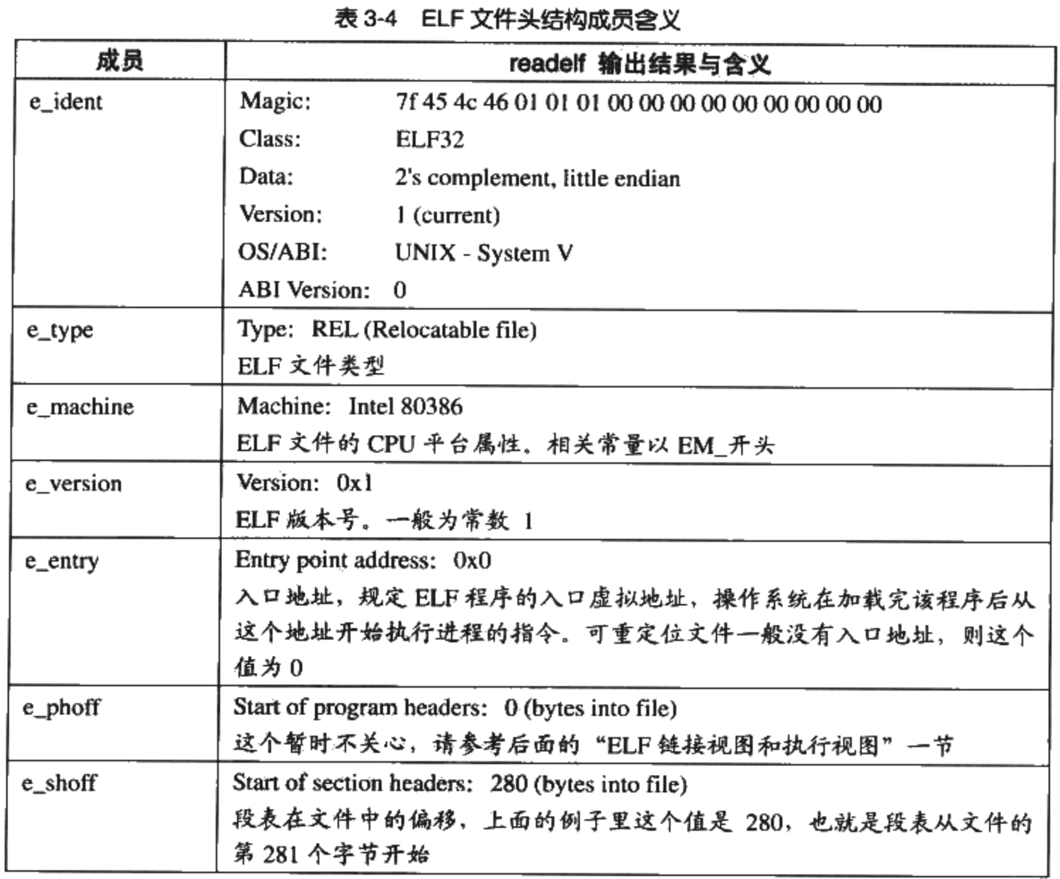 表 3-4 ELF 文件头结构成员含义
成员 readelf 输出结果与含义
e_ident Magic: 7f 45 4c 46 01 01 01 00 00 00 00 00 00 00 00 00
Class: ELF32
Data: 2's complement, little endian
Version: 1 (current)
OS/ABI: UNIX - System V
ABI Version: 0
e_type Type: REL (Relocatable file)
ELF 文件类型
e_machine Machine: Intel 80386
ELF 文件的 CPU 平台属性。相关常量以 EM_开头
e_version Version: 0x1
ELF 版本号。一般为常数 1
e_entry Entry point address: 0x0
入口地址，规定 ELF 程序的入口虚拟地址，操作系统在加载完该程序后从
这个地址开始执行进程的指令。可重定位文件一般没有入口地址，则这个
值为 0
e_phoff Start of program headers: 0 (bytes into file)
这个暂时不关心，请参考后面的“ELF 链接视图和执行视图”一节
e_shoff Start of section headers: 280 (bytes into file)
段表在文件中的偏移，上面的例子里这个值是 280，也就是段表从文件的
第 281 个字节开始